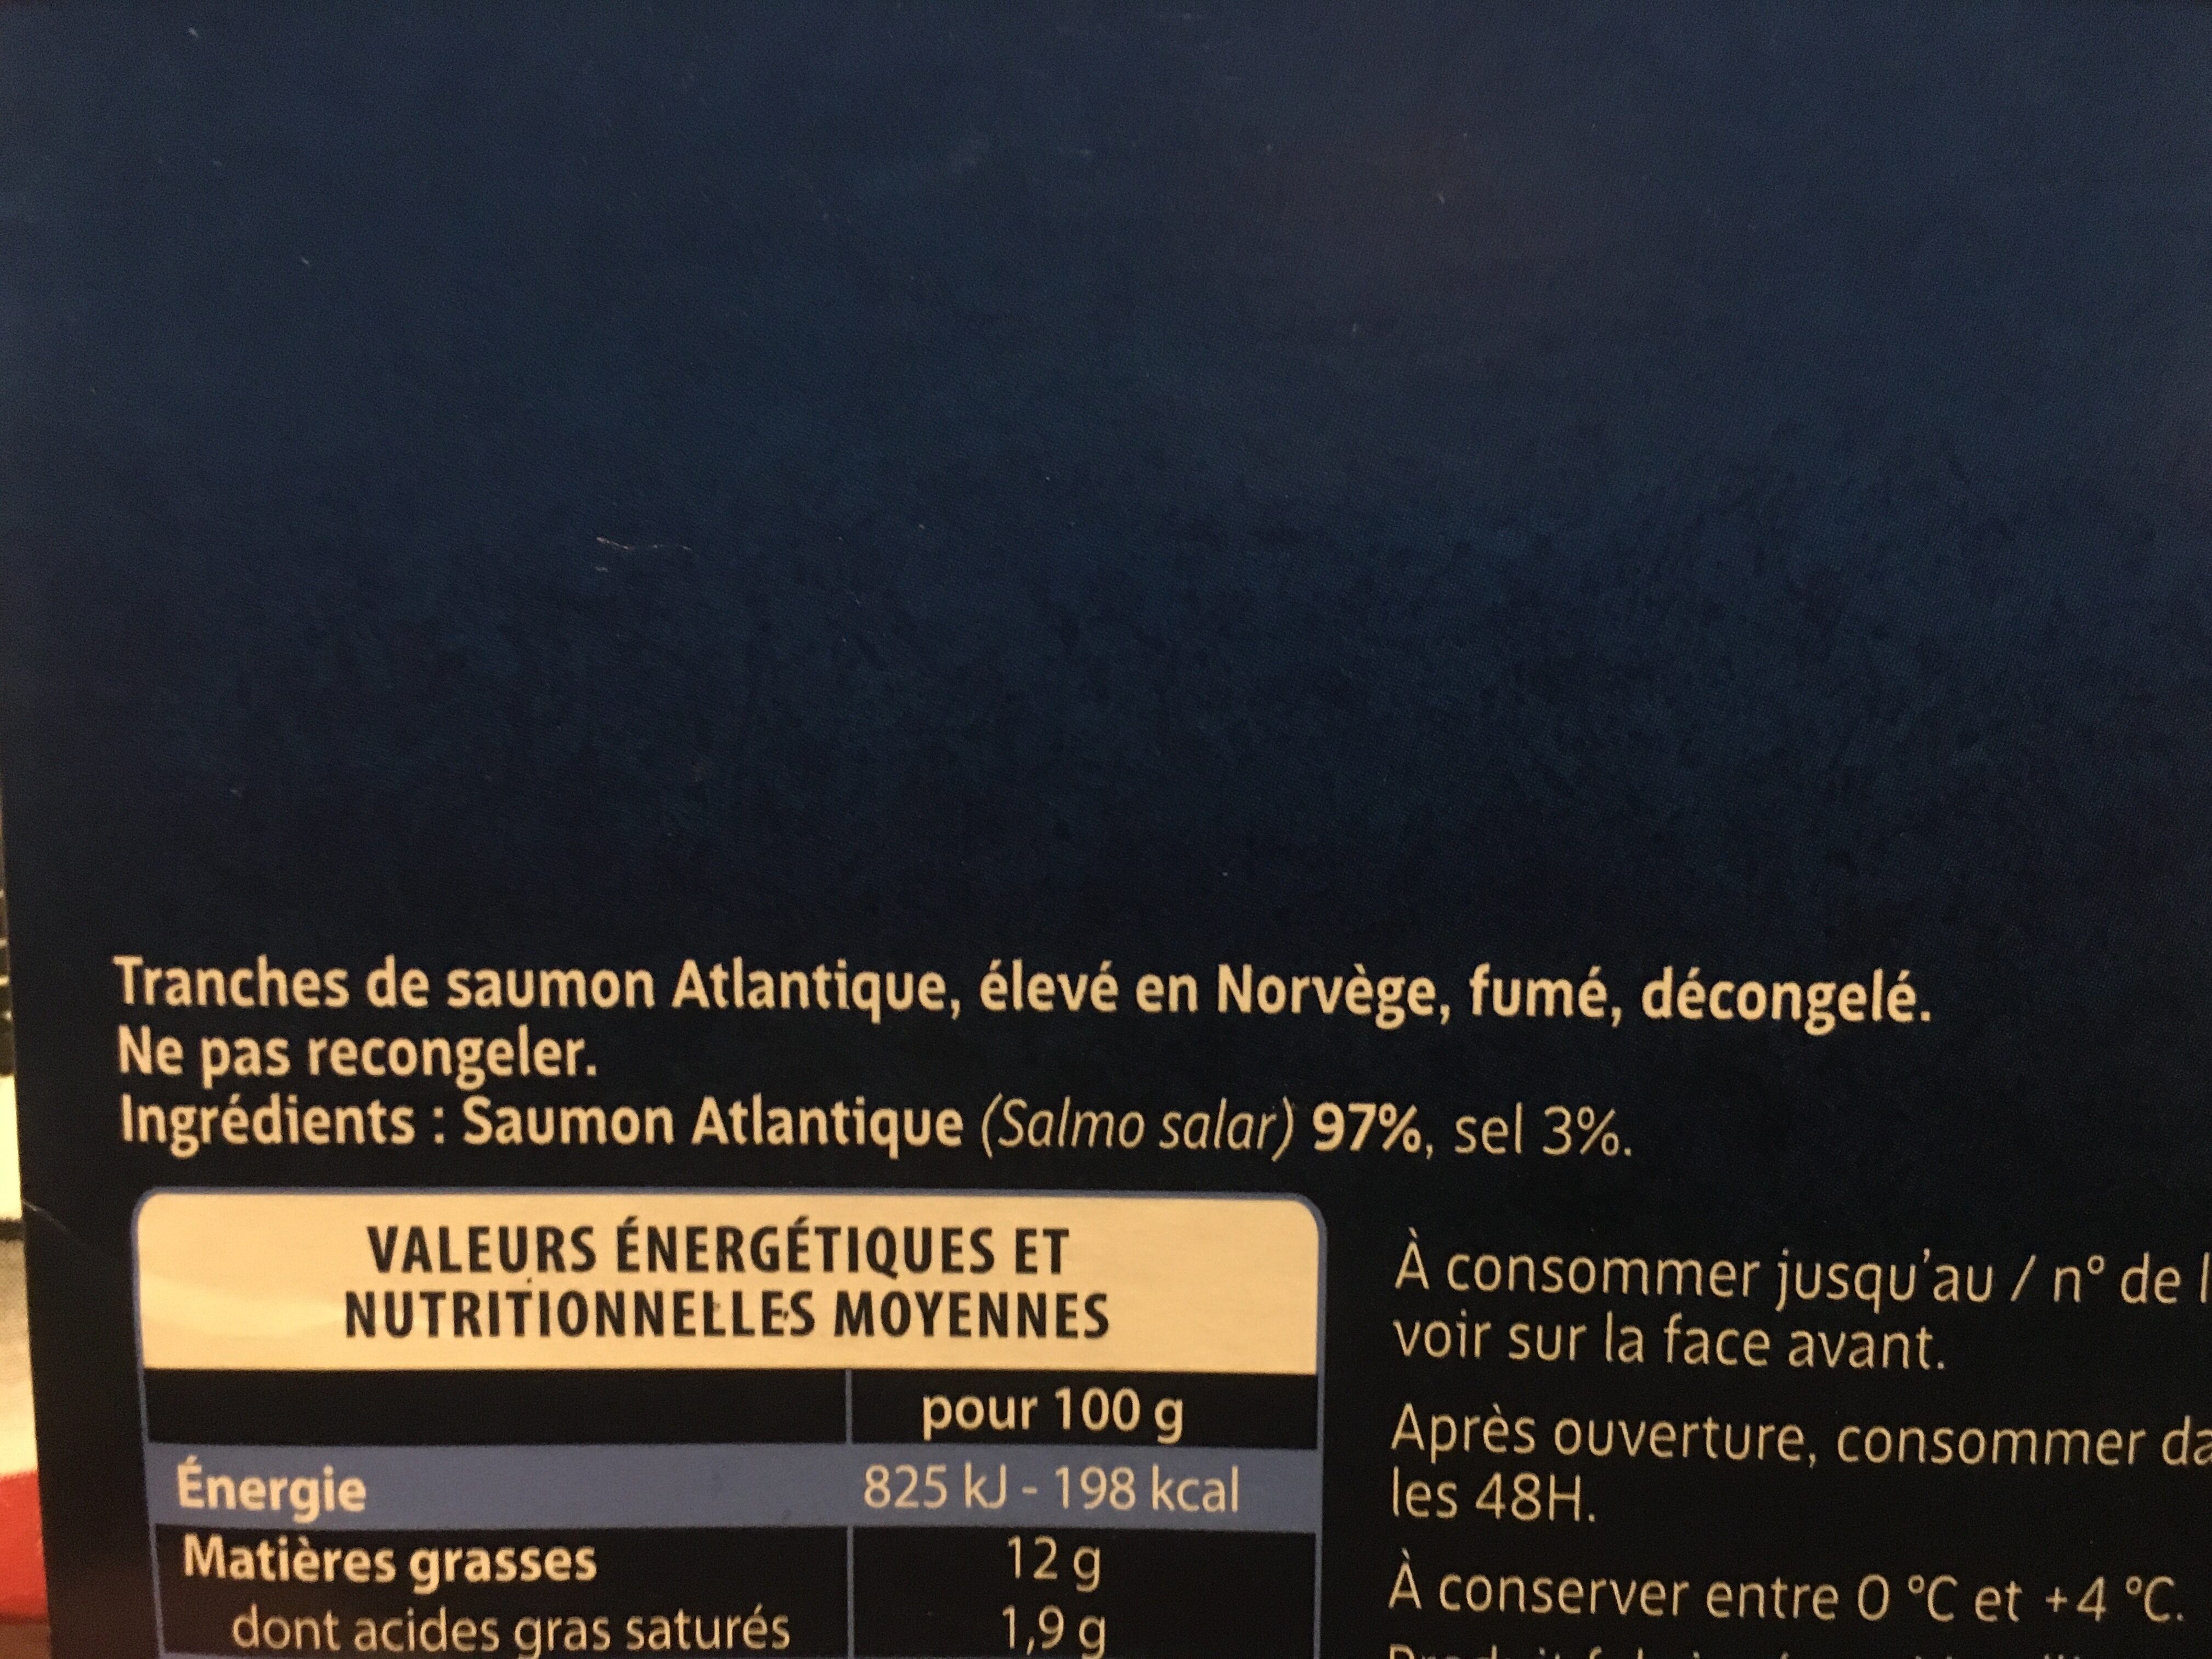 Tranches de saumon Atlantique, élevé en Norvège, fumé, décongelé.
Ne pas recongeler.
Ingrédients : Saumon Atlantique (Salmo salar) 97%, sel 3%.
VALEURS ÉNERGÉTIQUES ET
NUTRITIONNELLES MOYENNES
pour 100 g
Énergie 825 kJ - 198 kcal
Matières grasses 12 g
dont acides gras saturés 1,9 g
À consommer jusqu'au / n° de
voir sur la face avant.
Après ouverture, consommer
les 48H.
À conserver entre 0 °C et +4 °C.